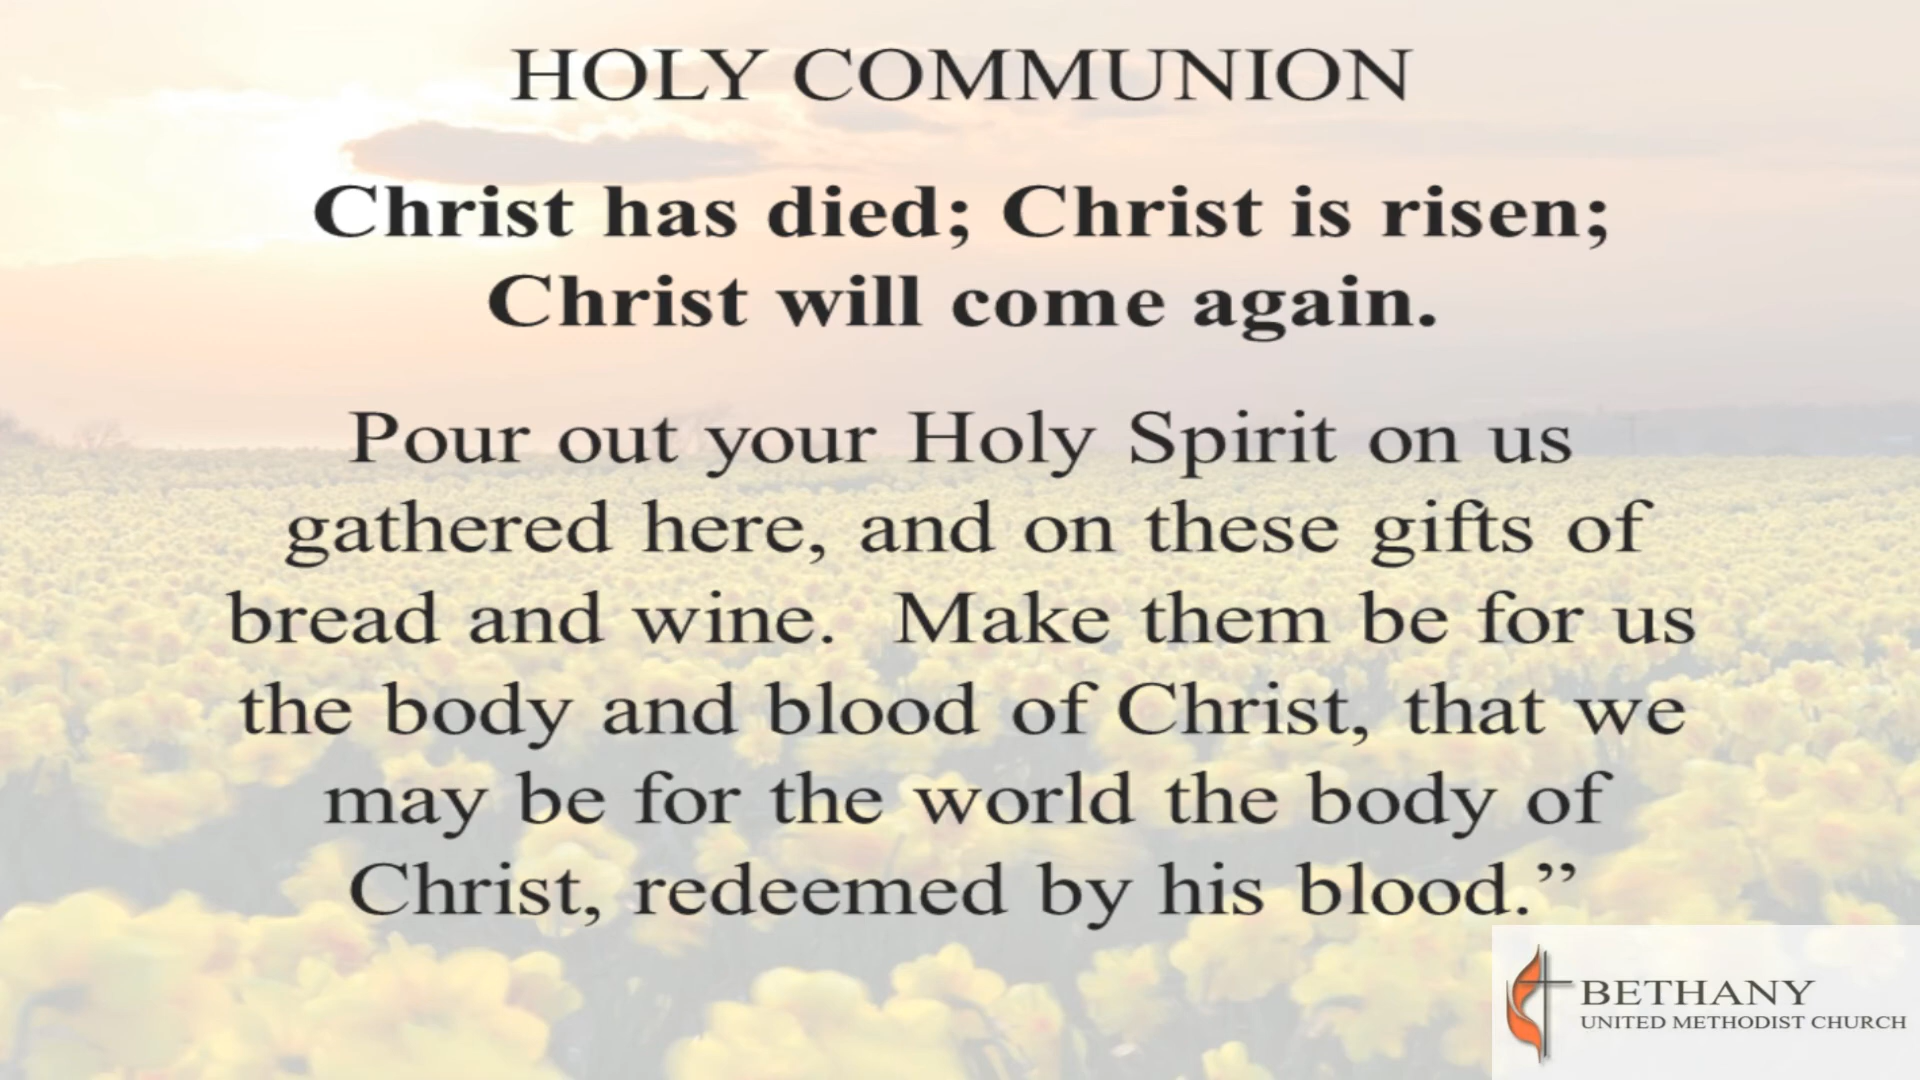 HOLY COMMUNION
Christ has died; Christ is risen;
Christ will come again.
Pour out your Holy Spirit on us
gathered here, and on these gifts of
bread and wine.  Make them be for us
the body and blood of Christ, that we
may be for the world the body of
Christ, redeemed by his blood.”
BETHANY
UNITED METHODIST CHURCH